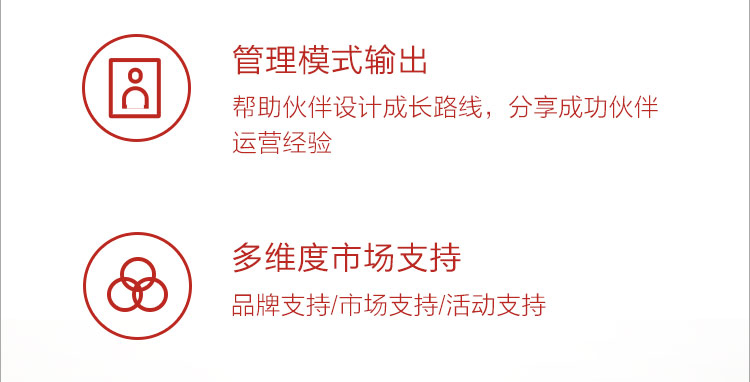 管理模式输出
帮助伙伴设计成长路线，分享成功伙伴
运营经验
多维度市场支持
品牌支持/市场支持/活动支持